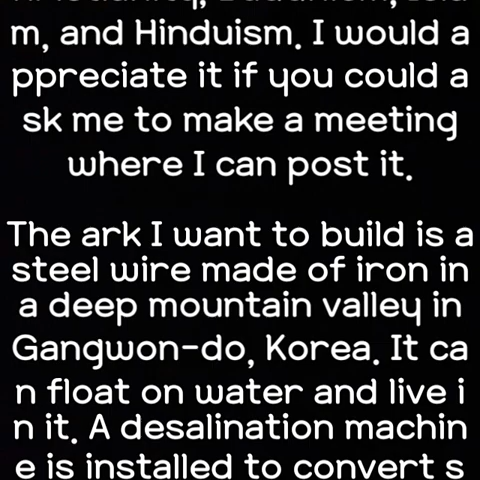 m, and Hinduism. I would a
ppreciate it if you could a
sk me to make a meeting
where I can post it.
The ark I want to build is a
steel wire made of iron in
a deep mountain valley in
Gangwon-do, Korea. It ca
n float on water and live i
n it. A desalination machin
e is installed to convert s